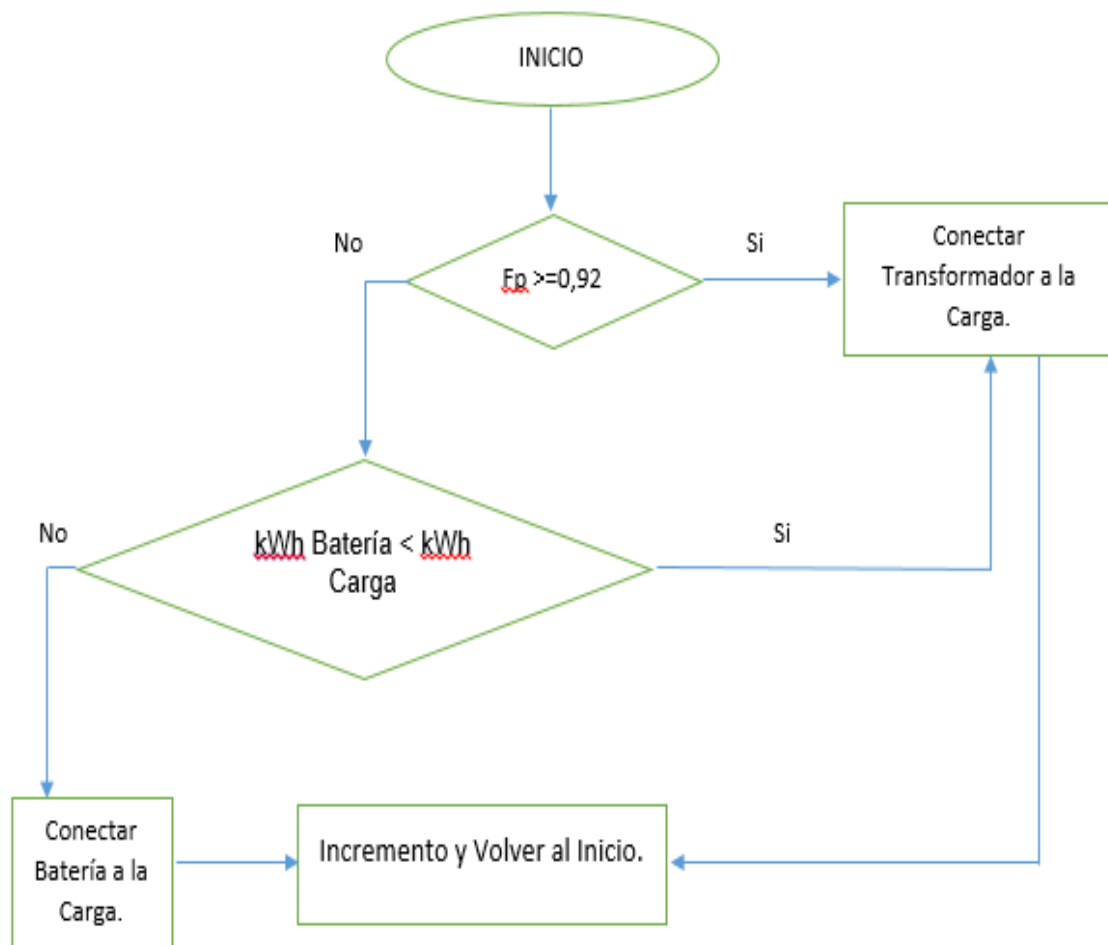 INICIO
No
Si
Fp >=0,92
Conectar
Transformador a la
Carga.
No
kWh Batería < kWh
Carga
Si
Conectar
Batería a la
Carga.
Incremento y Volver al Inicio.